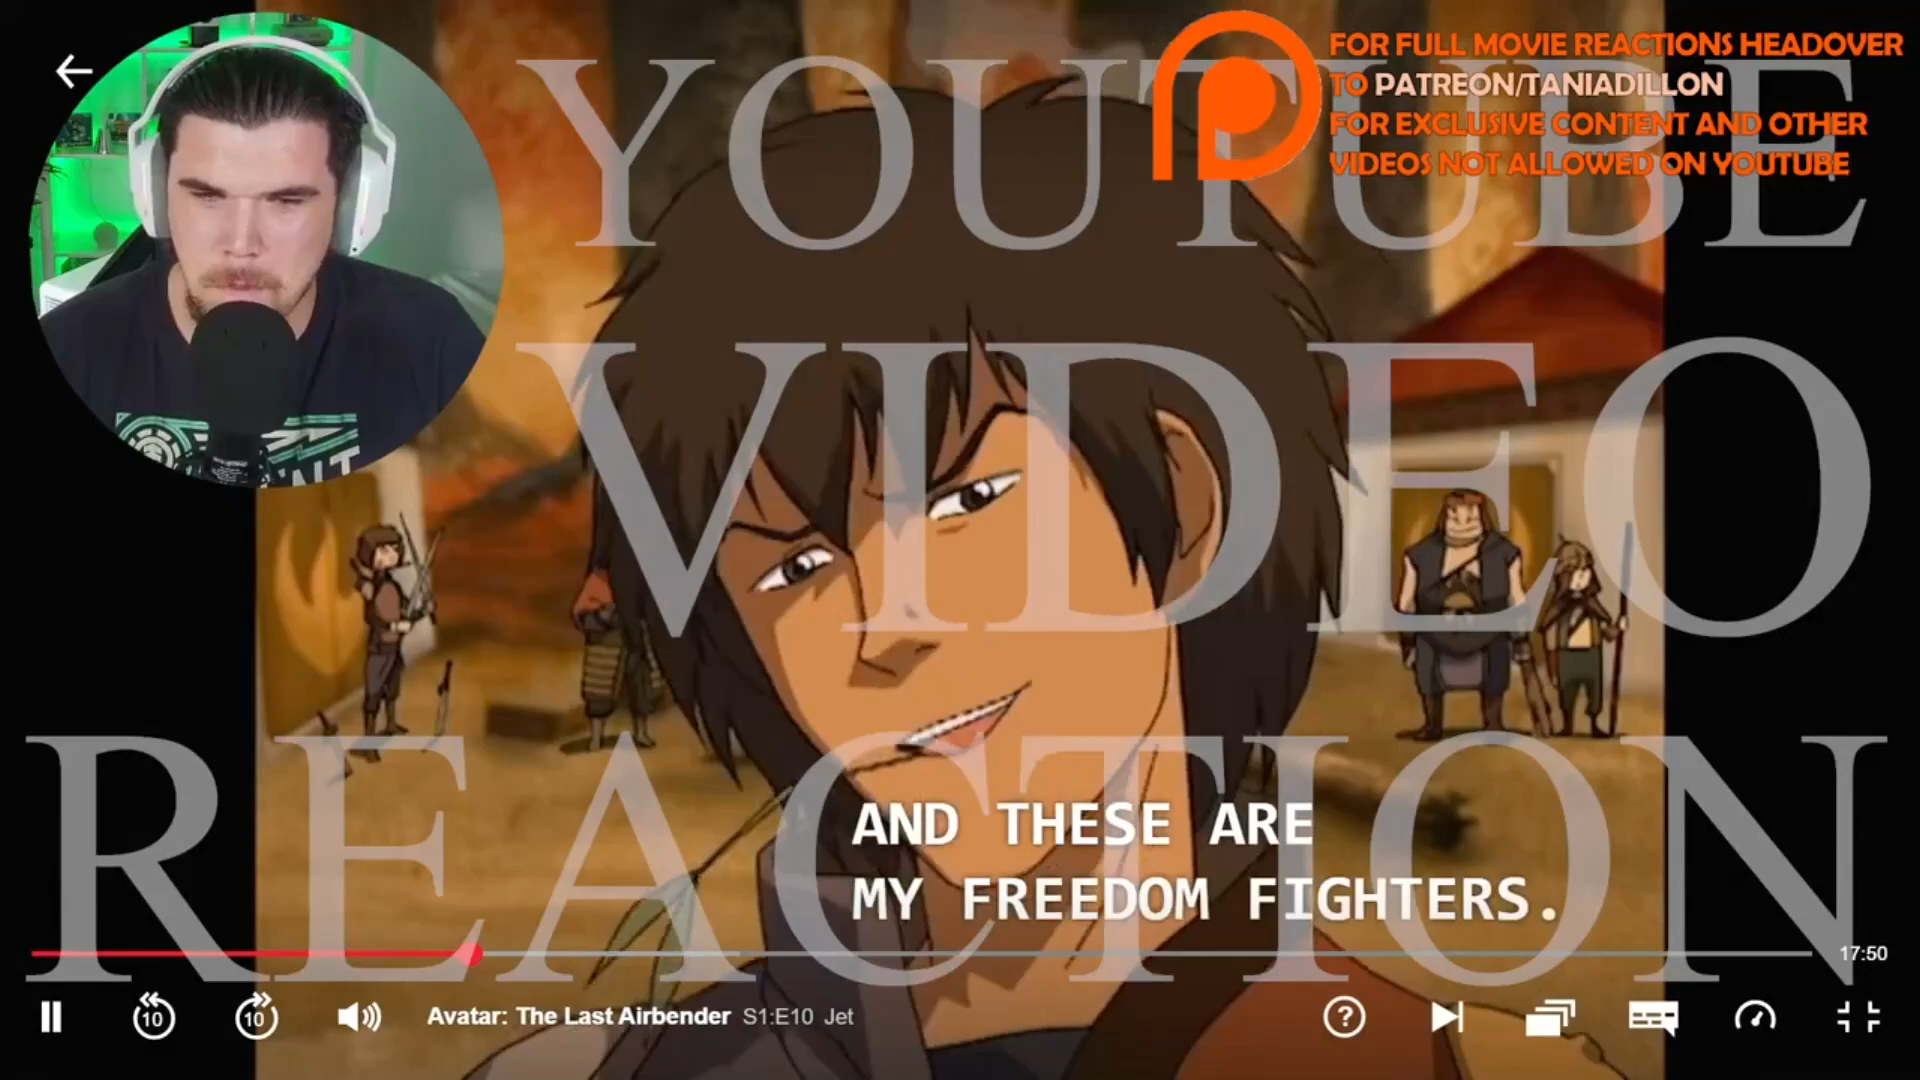 FOR FULL MOVIE REACTIONS HEADOVER
TO PATREON/TANIADILLON
FOR EXCLUSIVE CONTENT AND OTHER
VIDEOS NOT ALLOWED ON YOUTUBE
YOUTUBE
VIDEO
REACTION
AND THESE ARE
MY FREEDOM FIGHTERS.
17:50
10
10
Avatar: The Last Airbender S1:E10 Jet
?